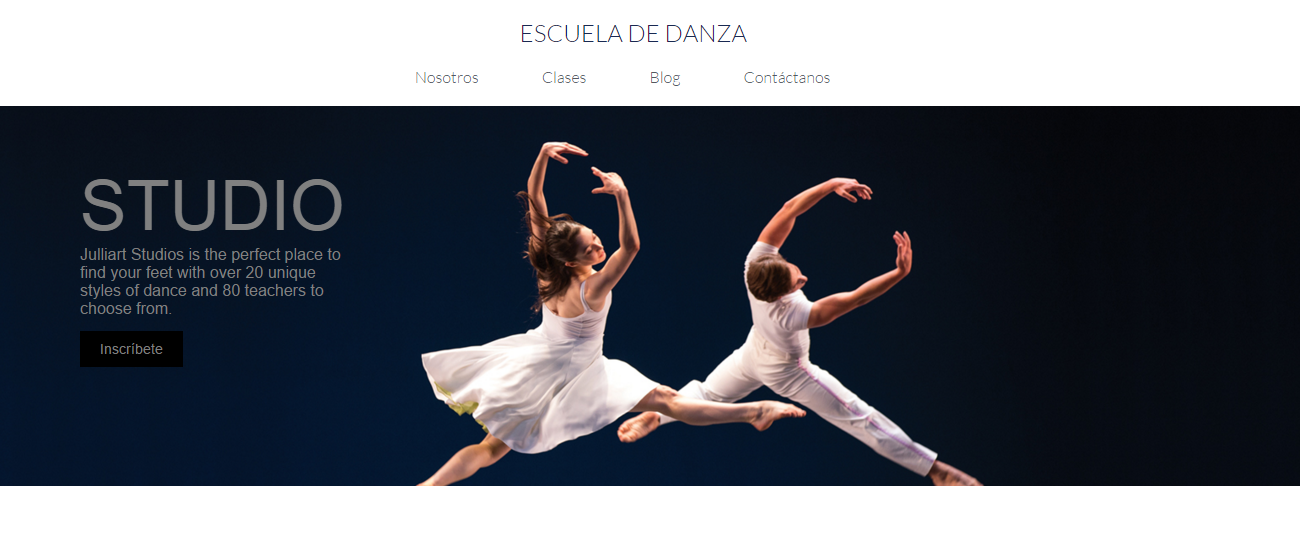 ESCUELA DE DANZA
Nosotros Clases Blog Contáctanos
STUDIO
Julliart Studios is the perfect place to
find your feet with over 20 unique
styles of dance and 80 teachers to
choose from.
Inscríbete